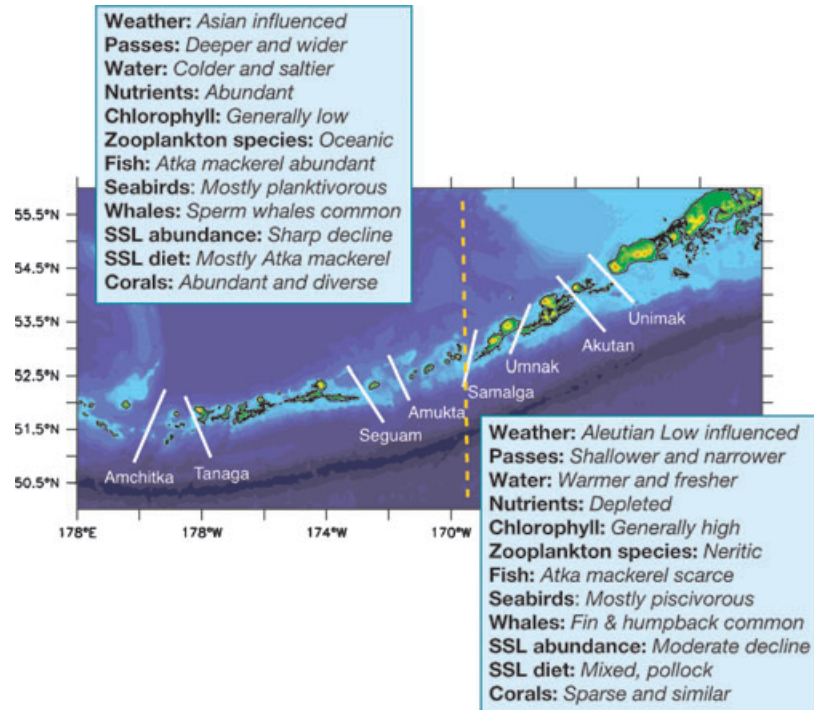 Weather: Asian influenced
Passes: Deeper and wider
Water: Colder and saltier
Nutrients: Abundant
Chlorophyll: Generally low
Zooplankton species: Oceanic
Fish: Atka mackerel abundant
Seabirds: Mostly planktivorous
Whales: Sperm whales common
SSL abundance: Sharp decline
SSL diet: Mostly Atka mackerel
Corals: Abundant and diverse
55.5°N
54.5°N
53.5°N
52.5°N
51.5°N
50.5°N
Unimak
Akutan
Umnak
Samalga
Amukta
Seguam
Tanaga
Amchitka
178°E
178°W
174°W
170°W
Weather: Aleutian Low influenced
Passes: Shallower and narrower
Water: Warmer and fresher
Nutrients: Depleted
Chlorophyll: Generally high
Zooplankton species: Neritic
Fish: Atka mackerel scarce
Seabirds: Mostly piscivorous
Whales: Fin & humpback common
SSL abundance: Moderate decline
SSL diet: Mixed, pollock
Corals: Sparse and similar